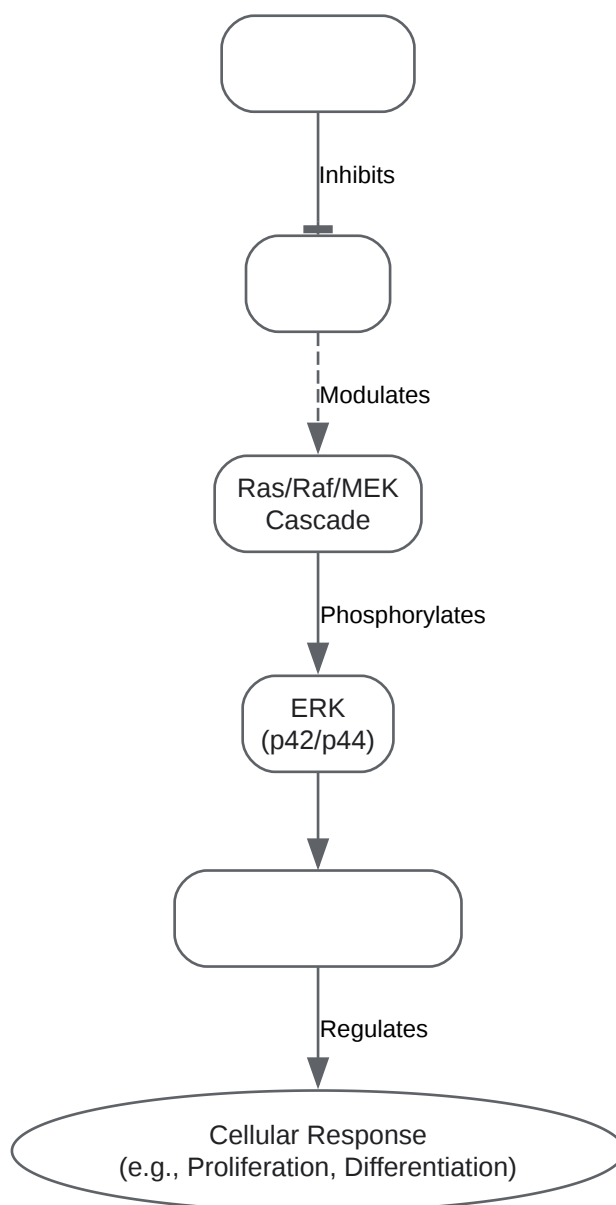 Inhibits
Modulates
Ras/Raf/MEK
Cascade
Phosphorylates
ERK
(p42/p44)
Regulates
Cellular Response
(e.g., Proliferation, Differentiation)